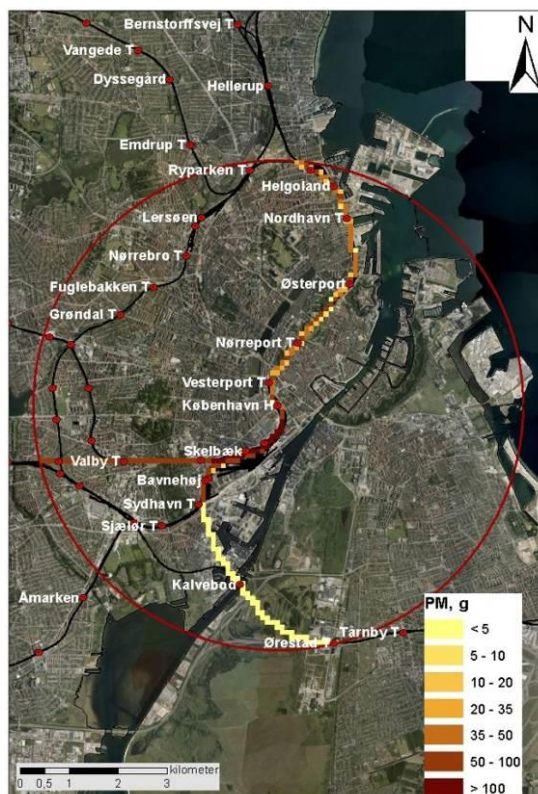 N
Bernstorffsvej T
Vangede T
Dyssegård
Hellerup
Emdrup T
Ryparken T
Helgoland
Lersøen
Nordhavn T
Nørrebro T
Fuglebakken T
Østerport
Grøndal T
Nørreport T
Vesterport T
København H
Skelbæk
Valby T
Bavnehøj
Sydhavn T
Sjælør T
Kalvebod
Åmarken
Tårnby T
Ørestad T
PM, g
< 5
5 - 10
10 - 20
20 - 35
35 - 50
50 - 100
> 100
kilometer
0 0,5 1 2 3